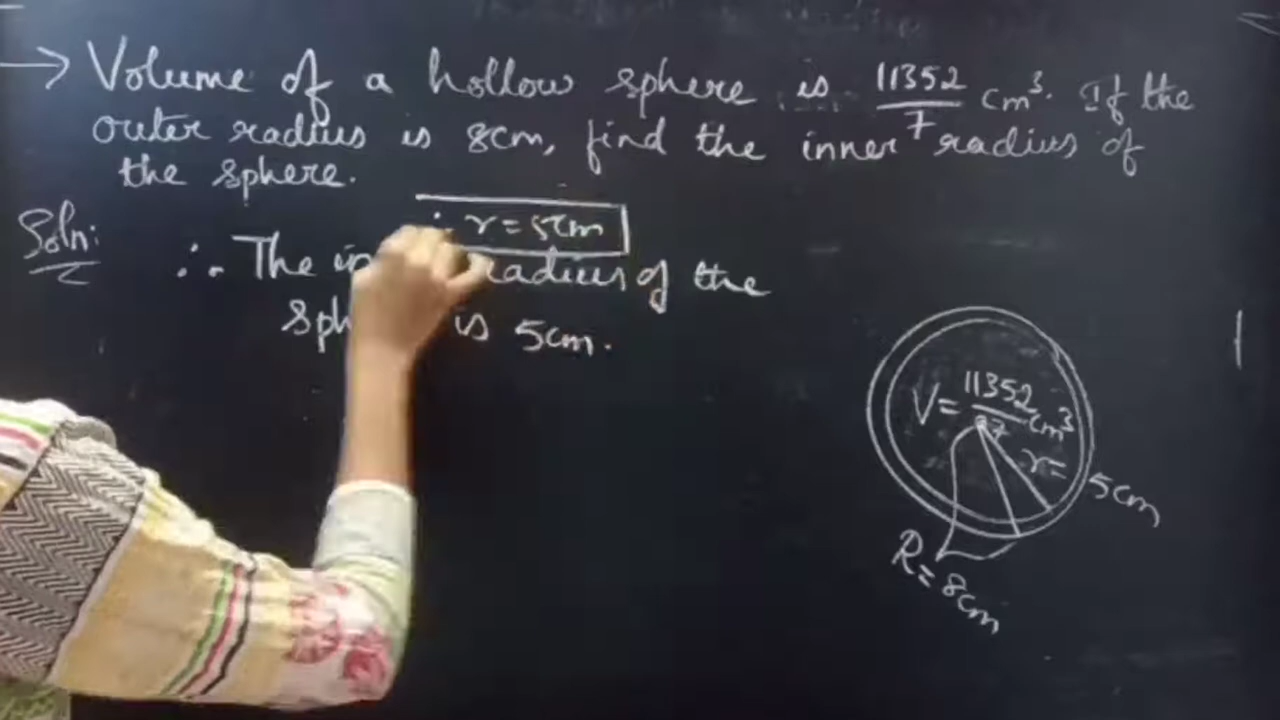 → Volume of a hollow sphere is 11352/7 cm³. If the
outer radius is 8cm, find the inner radius of
the sphere.
Soln:
∴ r = 5cm
∴ The radius of the
is 5cm.
V = 11352/7 cm³
r = 5cm
R = 8cm